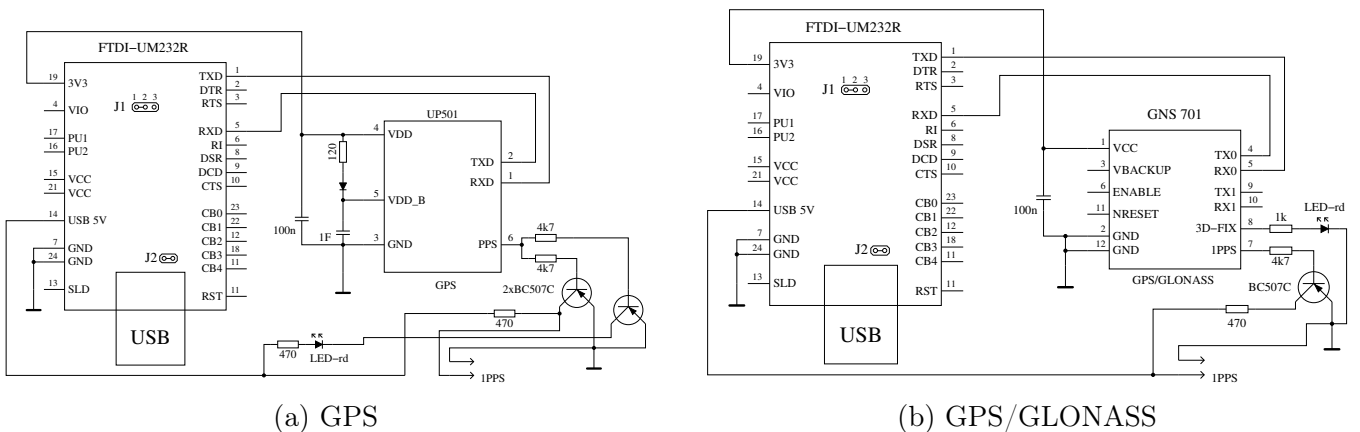 FTDI-UM232R
19 3V3
4 VIO
17 PU1
16 PU2
15 VCC
21 VCC
14 USB 5V
7 GND
24 GND
13 SLD
J1 1 2 3
J2
USB
TXD 1
DTR 2
RTS 3
RXD 5
RI 6
DSR 8
DCD 9
CTS 10
CB0 23
CB1 22
CB2 12
CB3 18
CB4 11
RST 11
100n
120
1F
UP501
4 VDD
5 VDD_B
3 GND
TXD 2
RXD 1
PPS 6
GPS
4k7
4k7
2xBC507C
470
470
LED-rd
1PPS
(a) GPS
FTDI-UM232R
19 3V3
4 VIO
17 PU1
16 PU2
15 VCC
21 VCC
14 USB 5V
7 GND
24 GND
13 SLD
J1 1 2 3
J2
USB
TXD 1
DTR 2
RTS 3
RXD 5
RI 6
DSR 8
DCD 9
CTS 10
CB0 23
CB1 22
CB2 12
CB3 18
CB4 11
RST 11
100n
GNS 701
1 VCC
3 VBACKUP
6 ENABLE
11 NRESET
2 GND
12 GND
TX0 4
RX0 5
TX1 9
RX1 10
3D-FIX 8
1PPS 7
GPS/GLONASS
1k
LED-rd
4k7
BC507C
470
1PPS
(b) GPS/GLONASS